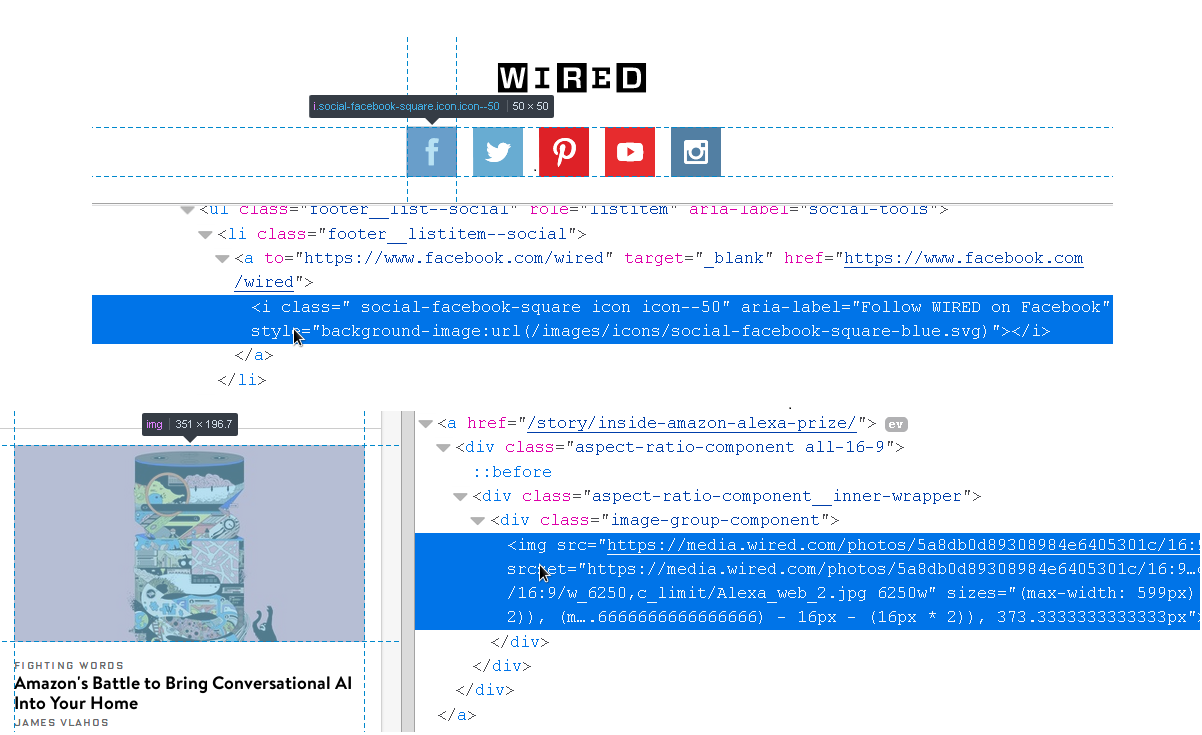 WIRED
i.social-facebook-square.icon.icon--50 | 50 × 50
<ul class="footer__list--social" role="listitem" aria-label="social-tools">
<li class="footer__listitem--social">
<a to="https://www.facebook.com/wired" target="_blank" href="https://www.facebook.com
/wired">
<i class=" social-facebook-square icon icon--50" aria-label="Follow WIRED on Facebook"
style="background-image:url(/images/icons/social-facebook-square-blue.svg)"></i>
</a>
</li>
img | 351 × 196.7
FIGHTING WORDS
Amazon's Battle to Bring Conversational AI
Into Your Home
JAMES VLAHOS
<a href="/story/inside-amazon-alexa-prize/"> ev
<div class="aspect-ratio-component all-16-9">
::before
<div class="aspect-ratio-component__inner-wrapper">
<div class="image-group-component">
<img src="https://media.wired.com/photos/5a8db0d89308984e6405301c/16:9
srcset="https://media.wired.com/photos/5a8db0d89308984e6405301c/16:9…c
/16:9/w_6250,c_limit/Alexa_web_2.jpg 6250w" sizes="(max-width: 599px)
2)), (m….6666666666666666) - 16px - (16px * 2)), 373.3333333333333px">
</div>
</div>
</div>
</a>